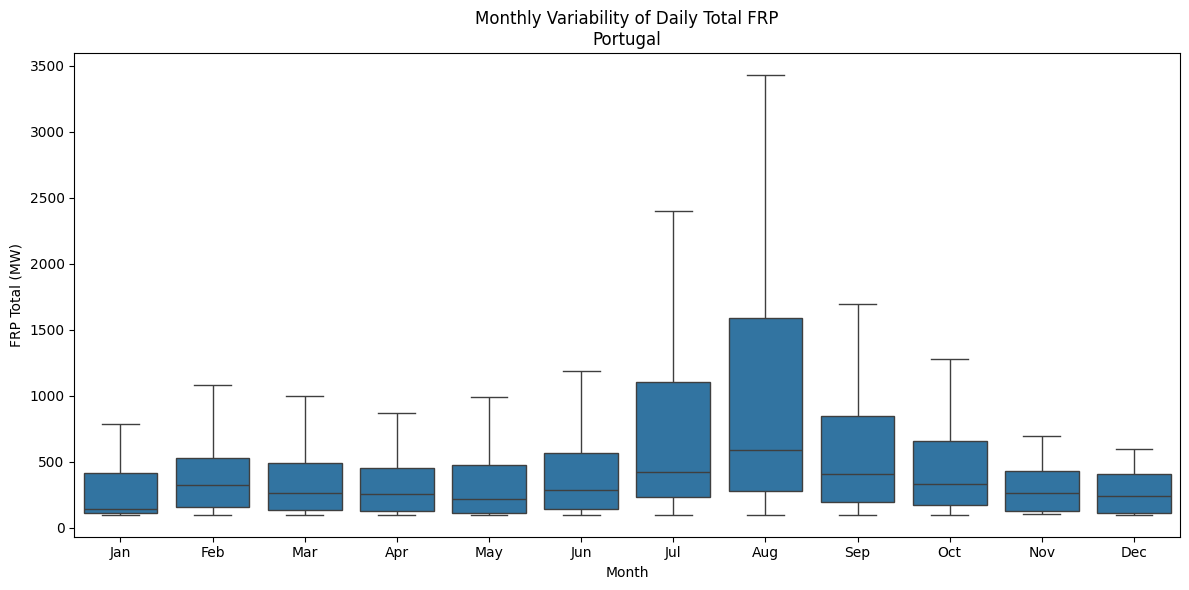 Monthly Variability of Daily Total FRP
Portugal
FRP Total (MW)
3500
3000
2500
2000
1500
1000
500
0
Jan Feb Mar Apr May Jun Jul Aug Sep Oct Nov Dec
Month